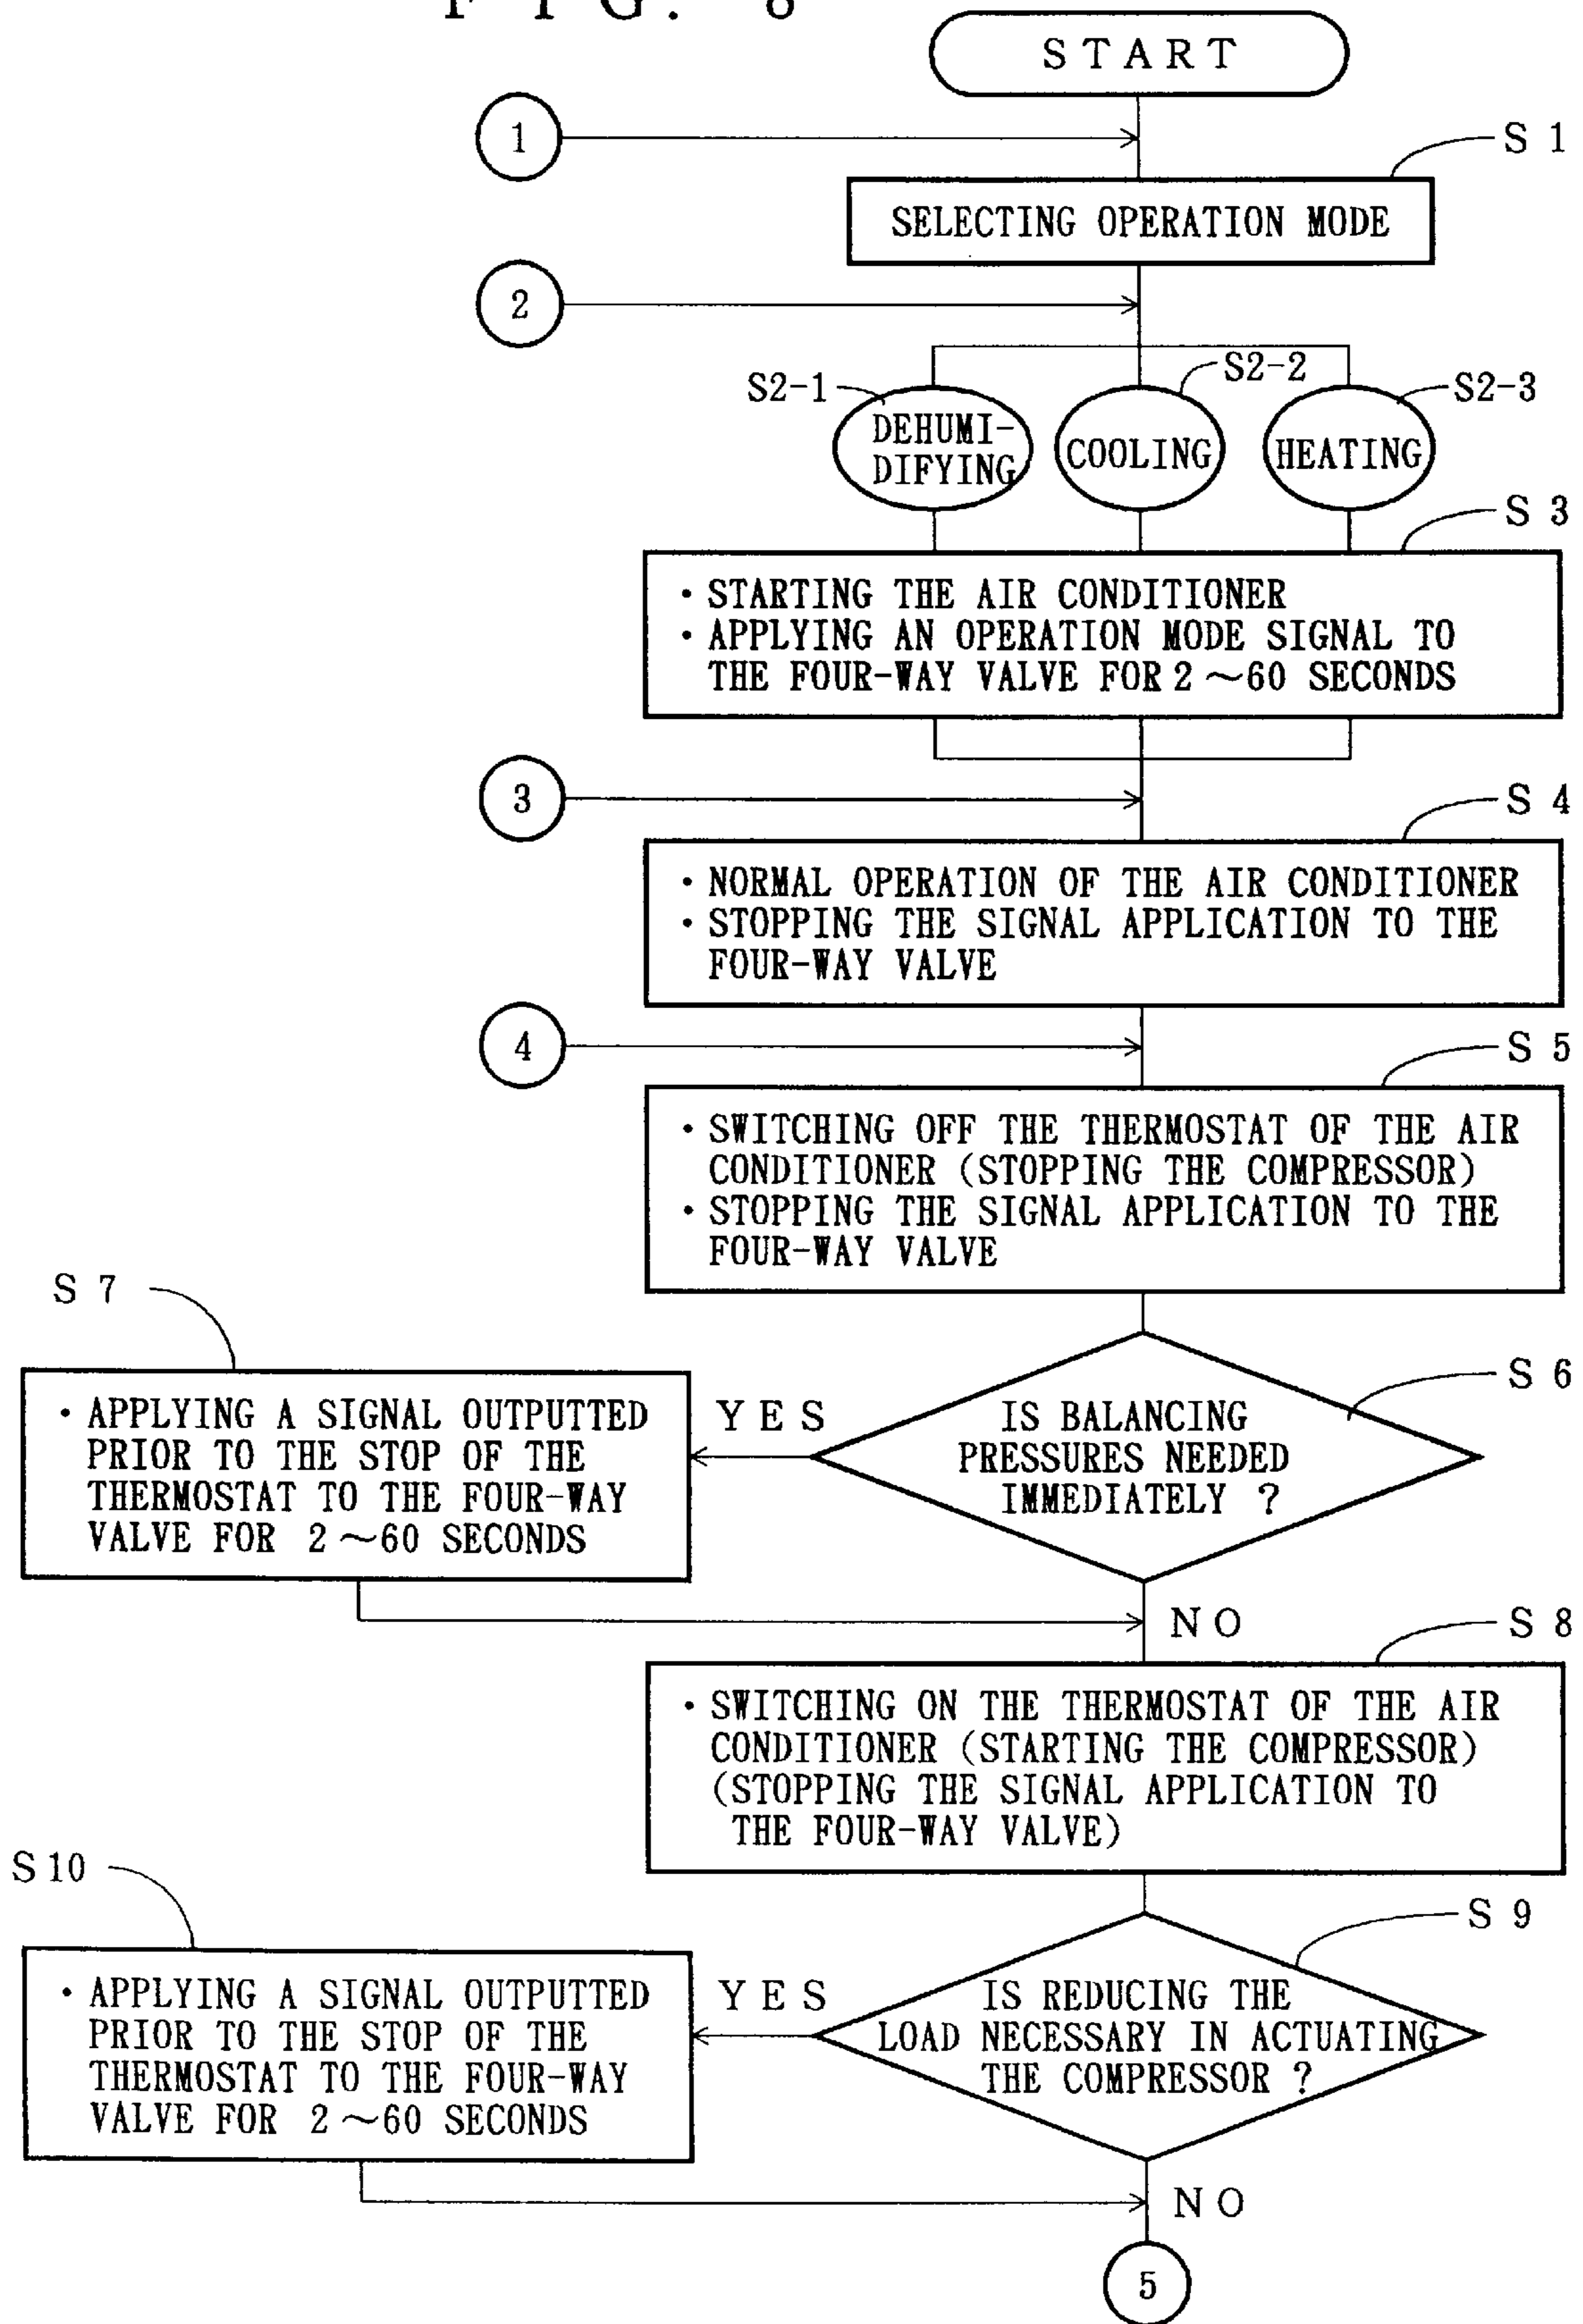 FIG. 8
START
1
S1
SELECTING OPERATION MODE
2
S2-1
S2-2
S2-3
DEHUMI-
DIFYING
COOLING
HEATING
S3
・STARTING THE AIR CONDITIONER
・APPLYING AN OPERATION MODE SIGNAL TO
THE FOUR-WAY VALVE FOR 2～60 SECONDS
3
S4
・NORMAL OPERATION OF THE AIR CONDITIONER
・STOPPING THE SIGNAL APPLICATION TO THE
FOUR-WAY VALVE
4
S5
・SWITCHING OFF THE THERMOSTAT OF THE AIR
CONDITIONER (STOPPING THE COMPRESSOR)
・STOPPING THE SIGNAL APPLICATION TO THE
FOUR-WAY VALVE
S6
IS BALANCING
PRESSURES NEEDED
IMMEDIATELY ?
YES
S7
・APPLYING A SIGNAL OUTPUTTED
PRIOR TO THE STOP OF THE
THERMOSTAT TO THE FOUR-WAY
VALVE FOR 2～60 SECONDS
NO
S8
・SWITCHING ON THE THERMOSTAT OF THE AIR
CONDITIONER (STARTING THE COMPRESSOR)
(STOPPING THE SIGNAL APPLICATION TO
THE FOUR-WAY VALVE)
S9
IS REDUCING THE
LOAD NECESSARY IN ACTUATING
THE COMPRESSOR ?
YES
S10
・APPLYING A SIGNAL OUTPUTTED
PRIOR TO THE STOP OF THE
THERMOSTAT TO THE FOUR-WAY
VALVE FOR 2～60 SECONDS
NO
5